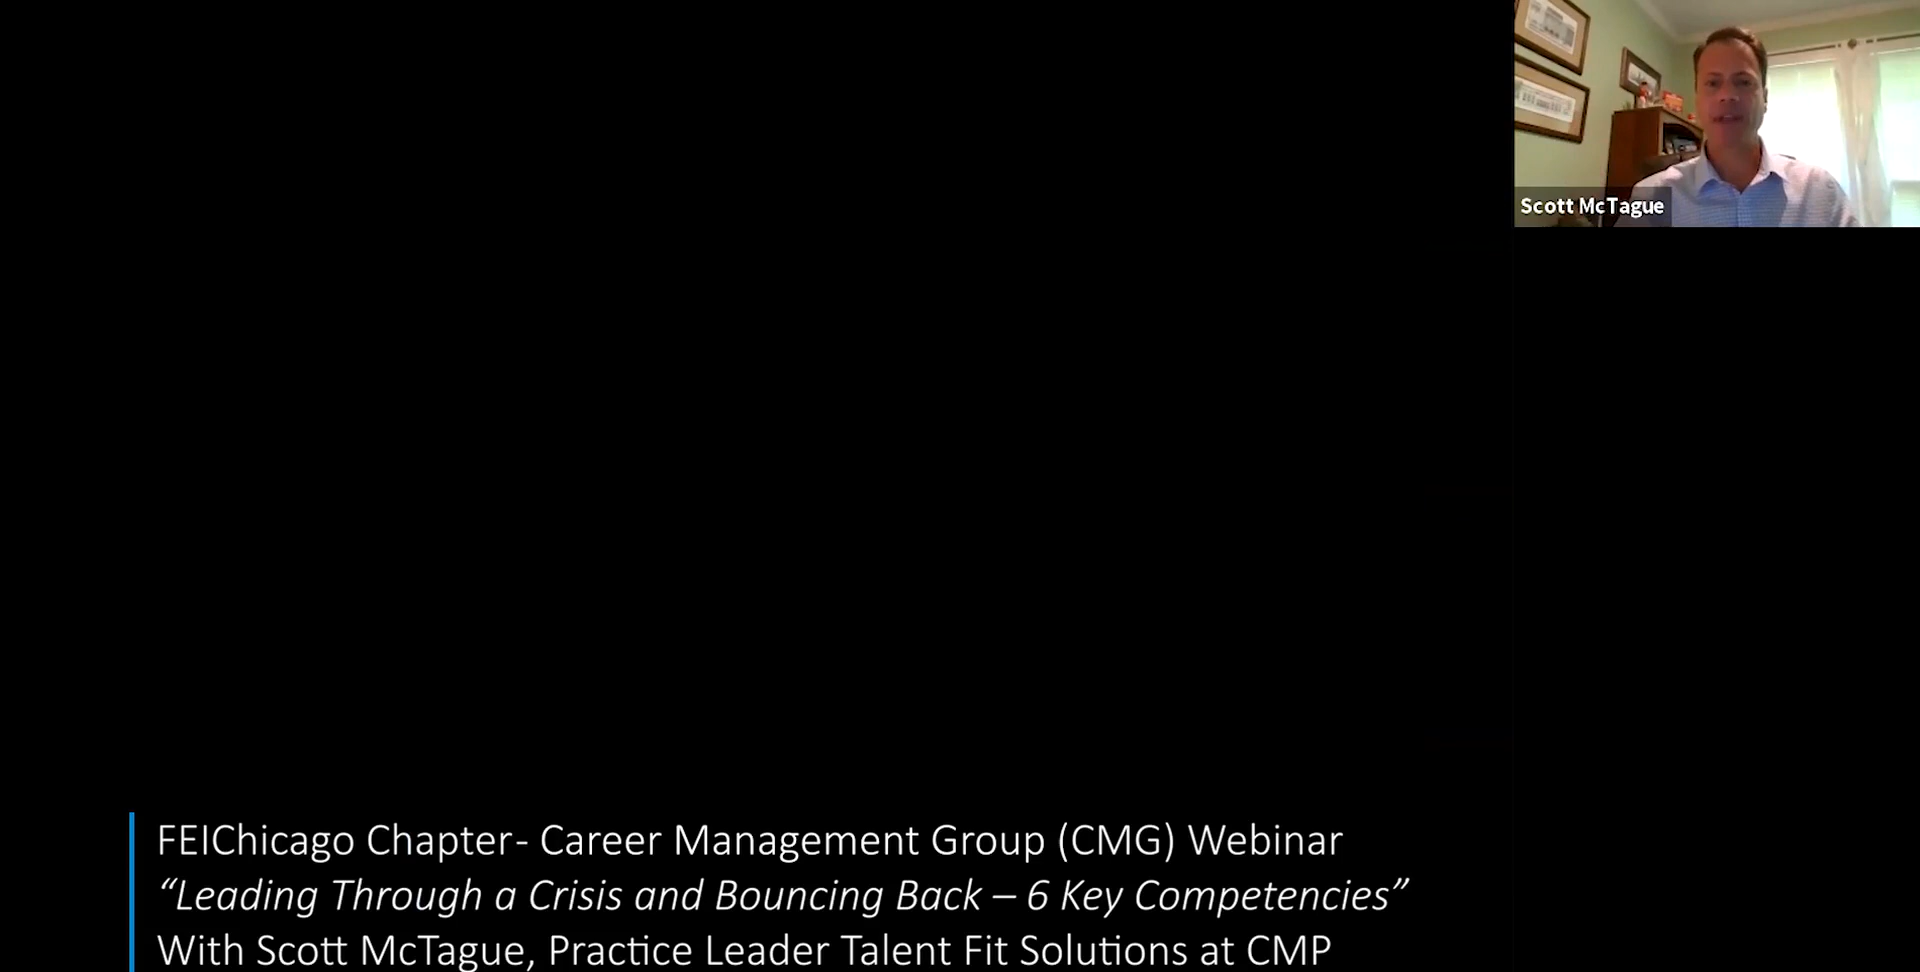 Scott McTague
FEIChicago Chapter- Career Management Group (CMG) Webinar
“Leading Through a Crisis and Bouncing Back – 6 Key Competencies”
With Scott McTague, Practice Leader Talent Fit Solutions at CMP